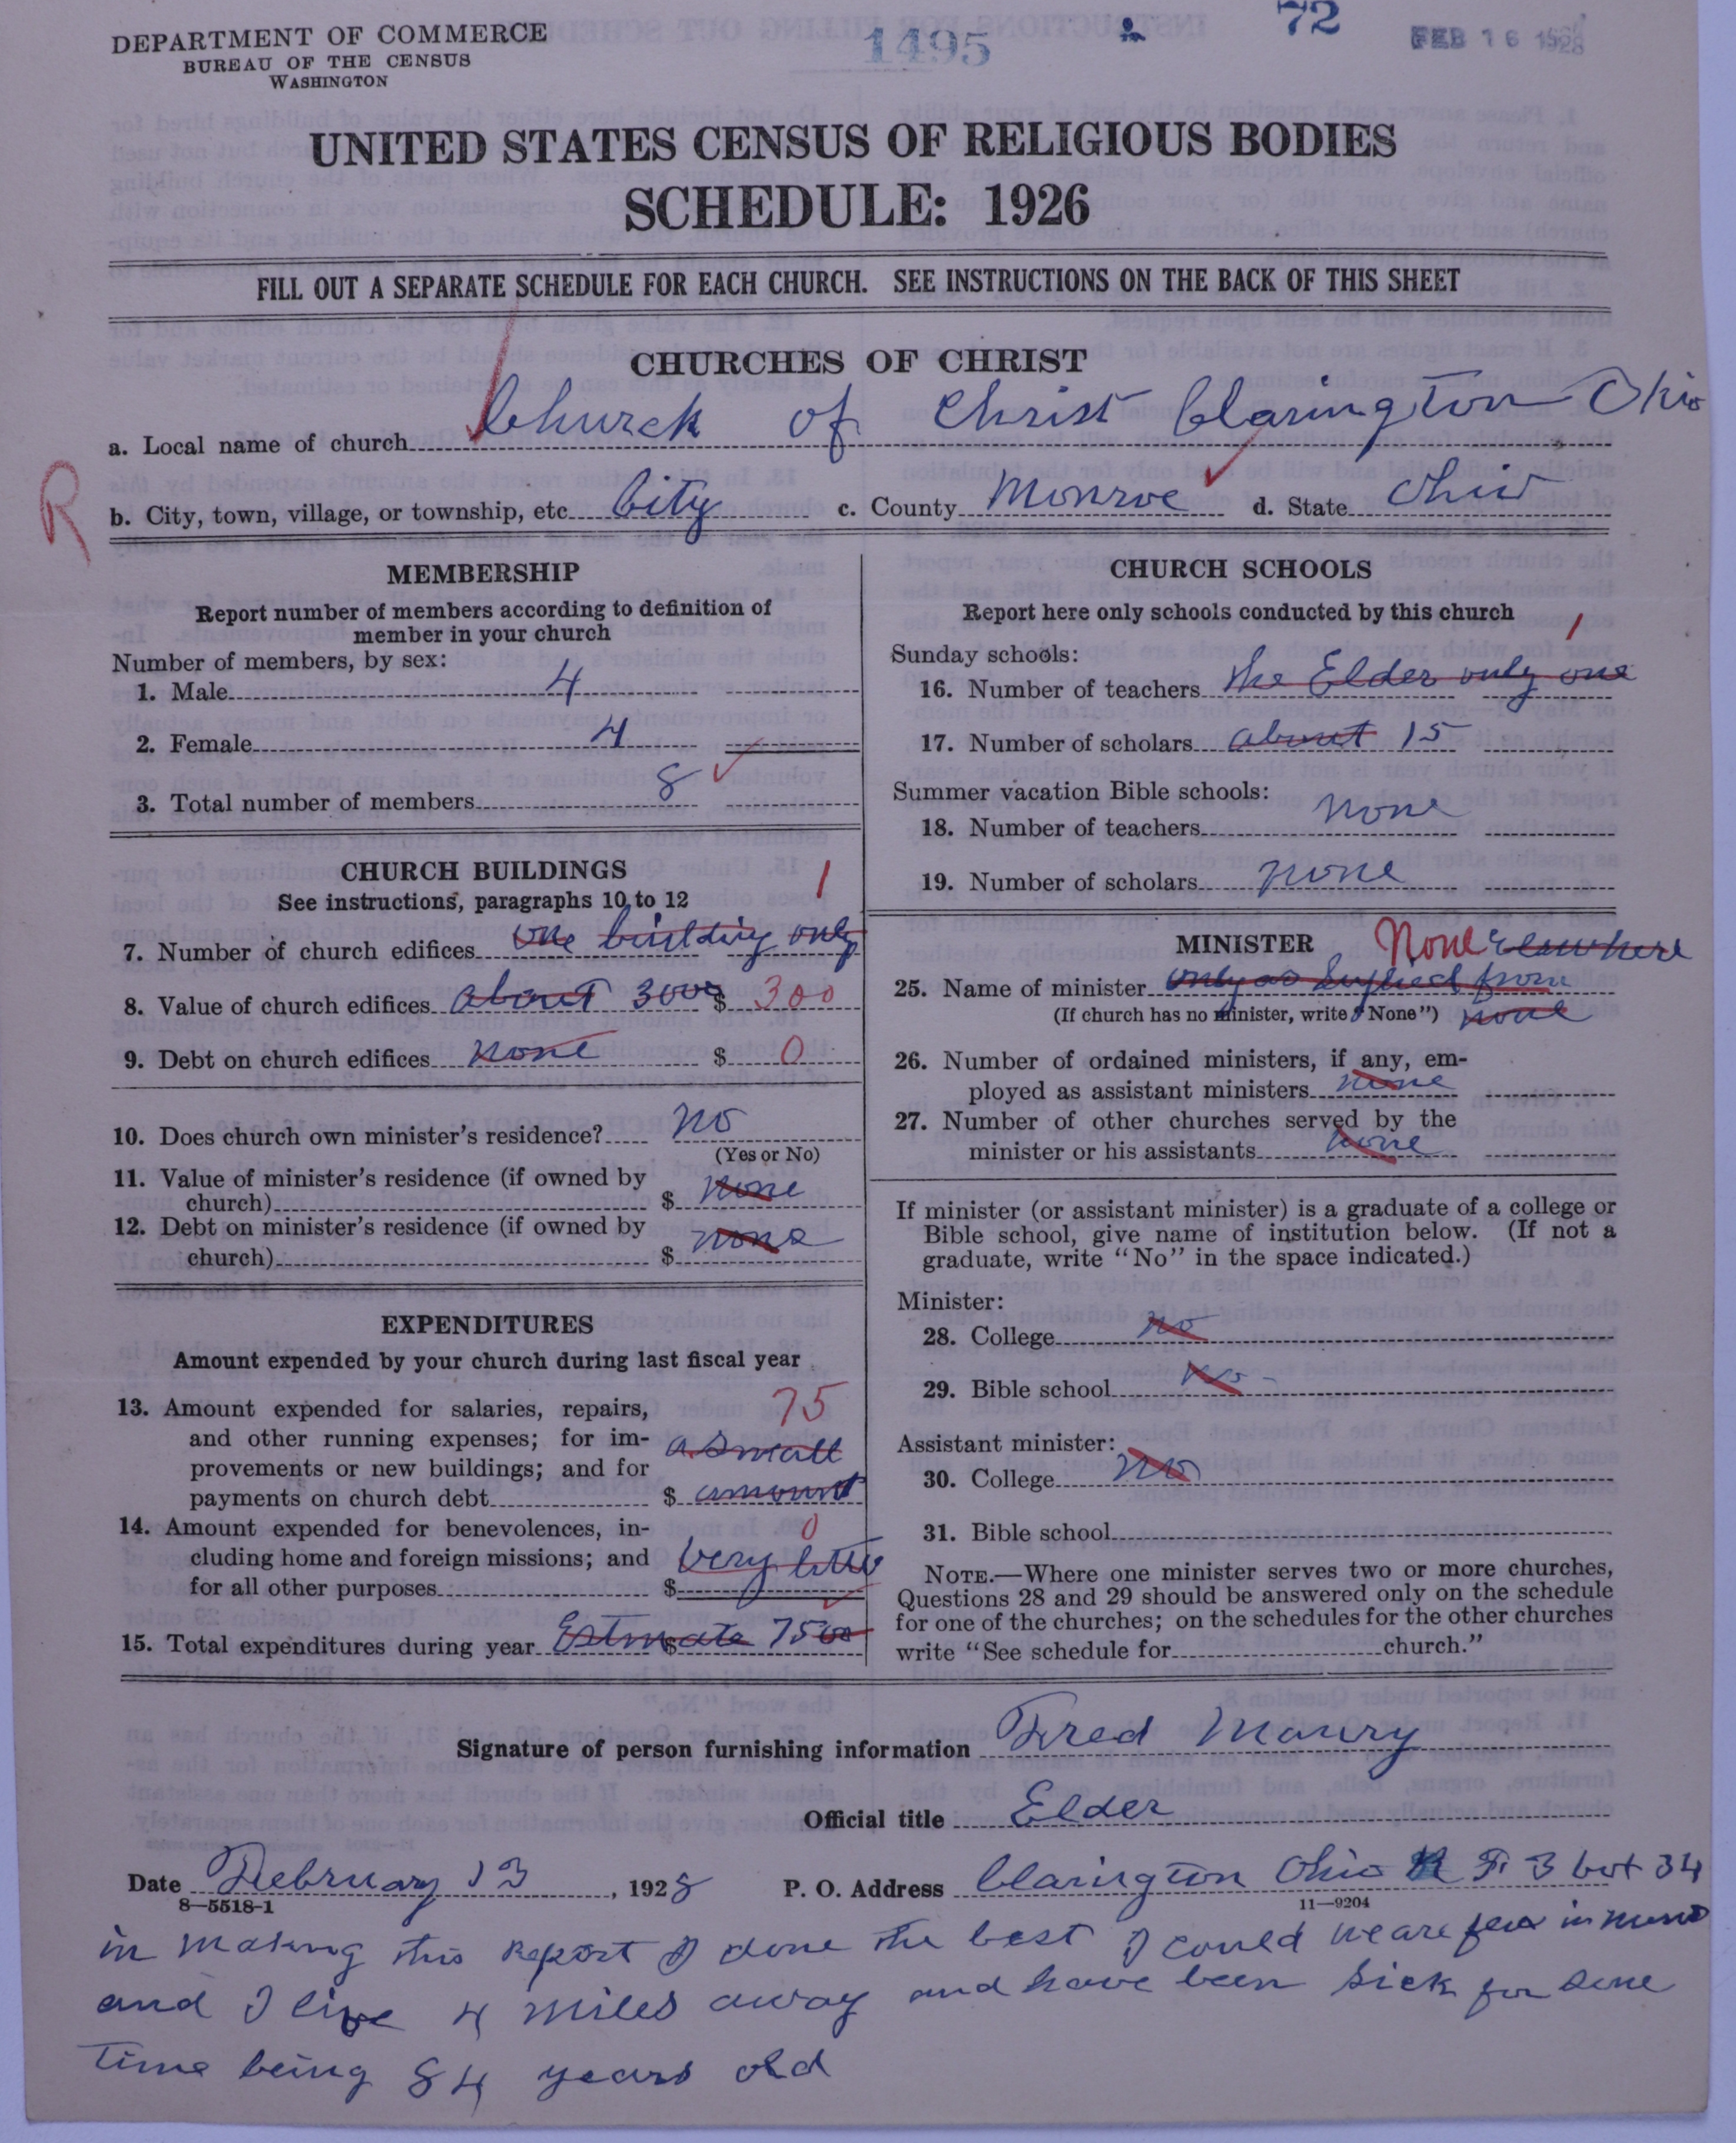 DEPARTMENT OF COMMERCE
BUREAU OF THE CENSUS
WASHINGTON
1495
72
FEB 16 1928
UNITED STATES CENSUS OF RELIGIOUS BODIES
SCHEDULE: 1926
FILL OUT A SEPARATE SCHEDULE FOR EACH CHURCH. SEE INSTRUCTIONS ON THE BACK OF THIS SHEET
CHURCHES OF CHRIST
a. Local name of church Church of Christ Clarington Ohio
R
b. City, town, village, or township, etc. City c. County Monroe d. State Ohio
MEMBERSHIP
Report number of members according to definition of
member in your church
Number of members, by sex:
1. Male 4
2. Female 4
3. Total number of members 8
CHURCH BUILDINGS
See instructions, paragraphs 10 to 12
1
7. Number of church edifices one building only
8. Value of church edifices about 3000 $ 300
9. Debt on church edifices none $ 0
10. Does church own minister's residence? No
(Yes or No)
11. Value of minister's residence (if owned by
church) $ none
12. Debt on minister's residence (if owned by
church) $ none
EXPENDITURES
Amount expended by your church during last fiscal year
13. Amount expended for salaries, repairs, 75
and other running expenses; for im- a small
provements or new buildings; and for
payments on church debt $ amount
14. Amount expended for benevolences, in- 0
cluding home and foreign missions; and very little
for all other purposes $
15. Total expenditures during year Estmate $ 7500
CHURCH SCHOOLS
Report here only schools conducted by this church
1
Sunday schools:
16. Number of teachers the Elder only one
17. Number of scholars about 15
Summer vacation Bible schools:
18. Number of teachers none
19. Number of scholars none
MINISTER None elswhere
25. Name of minister only as suplied from
(If church has no minister, write "None") none
26. Number of ordained ministers, if any, em-
ployed as assistant ministers none
27. Number of other churches served by the
minister or his assistants none
If minister (or assistant minister) is a graduate of a college or
Bible school, give name of institution below. (If not a
graduate, write "No" in the space indicated.)
Minister:
28. College no
29. Bible school no
Assistant minister:
30. College no
31. Bible school
NOTE.—Where one minister serves two or more churches,
Questions 28 and 29 should be answered only on the schedule
for one of the churches; on the schedules for the other churches
write "See schedule for church."
Signature of person furnishing information Fred Maury
Official title Elder
Date February 13, 1928 P. O. Address Clarington Ohio R F 3 box 34
8—5518-1
11—9204
in making this Report I done the best I could we are few in
and I live 4 miles away and have been sick for some
time being 84 years old